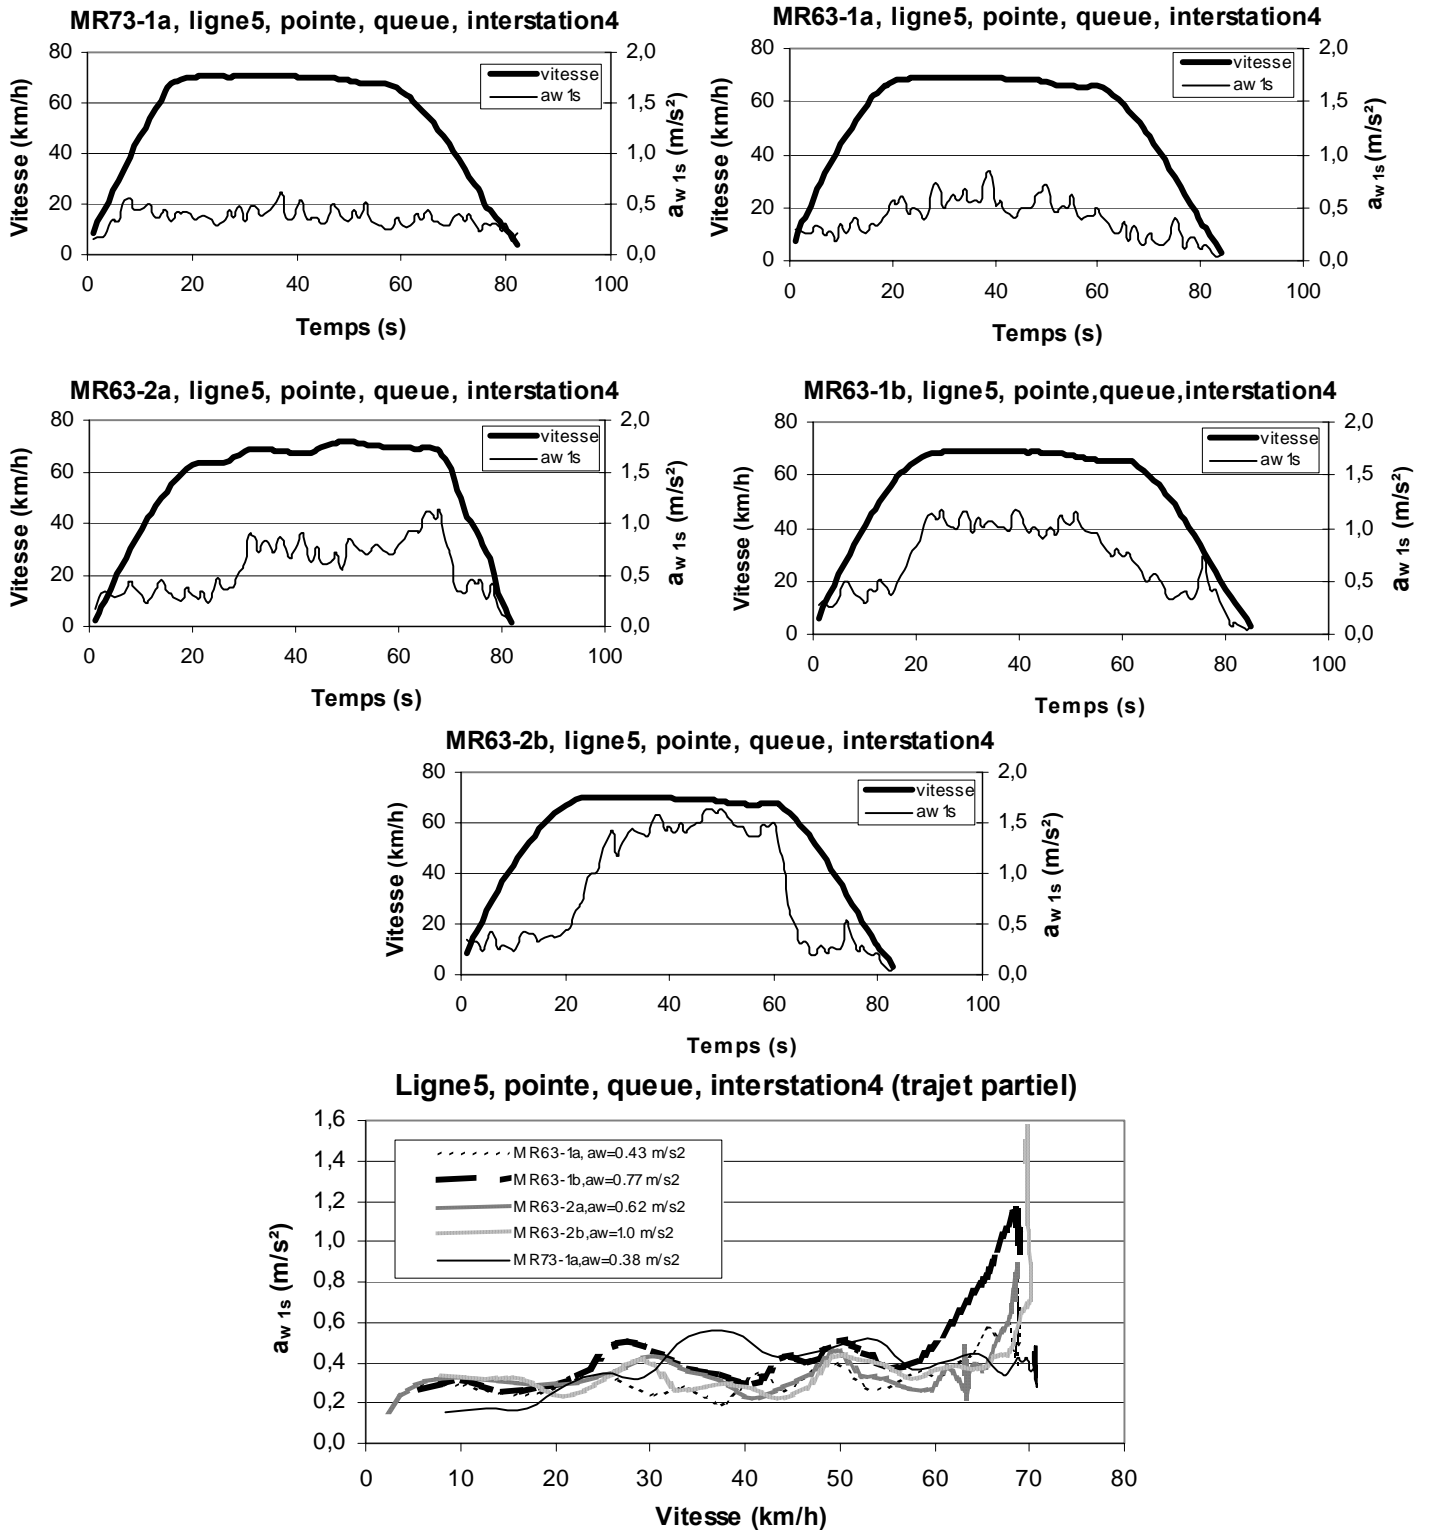 MR73-1a, ligne5, pointe, queue, interstation4
80
60
40
20
0
2,0
1,5
1,0
0,5
0,0
0 20 40 60 80 100
Vitesse (km/h)
a w 1s (m/s²)
vitesse
aw 1s
Temps (s)
MR63-1a, ligne5, pointe, queue, interstation4
80
60
40
20
0
2,0
1,5
1,0
0,5
0,0
0 20 40 60 80 100
Vitesse (km/h)
a w 1s (m/s²)
vitesse
aw 1s
Temps (s)
MR63-2a, ligne5, pointe, queue, interstation4
80
60
40
20
0
2,0
1,5
1,0
0,5
0,0
0 20 40 60 80 100
Vitesse (km/h)
a w 1s (m/s²)
vitesse
aw 1s
Temps (s)
MR63-1b, ligne5, pointe,queue,interstation4
80
60
40
20
0
2,0
1,5
1,0
0,5
0,0
0 20 40 60 80 100
Vitesse (km/h)
a w 1s (m/s²)
vitesse
aw 1s
Temps (s)
MR63-2b, ligne5, pointe, queue, interstation4
80
60
40
20
0
2,0
1,5
1,0
0,5
0,0
0 20 40 60 80 100
Vitesse (km/h)
a w 1s (m/s²)
vitesse
aw 1s
Temps (s)
Ligne5, pointe, queue, interstation4 (trajet partiel)
1,6
1,4
1,2
1,0
0,8
0,6
0,4
0,2
0,0
a w 1s (m/s²)
MR63-1a, aw=0.43 m/s2
MR63-1b,aw=0.77 m/s2
MR63-2a,aw=0.62 m/s2
MR63-2b,aw=1.0 m/s2
MR73-1a,aw=0.38 m/s2
0 10 20 30 40 50 60 70 80
Vitesse (km/h)